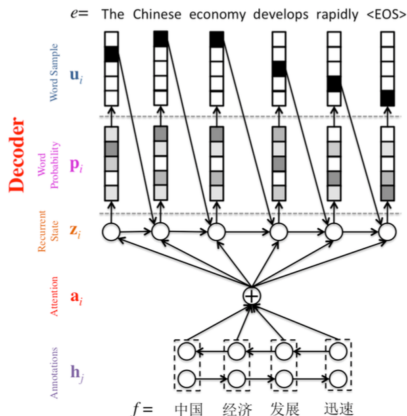 e= The Chinese economy develops rapidly <EOS>
Decoder
Word Sample
u_i
Word Probability
p_i
Recurrent State
z_i
Attention
a_i
+
Annotations
h_j
f = 中国 经济 发展 迅速